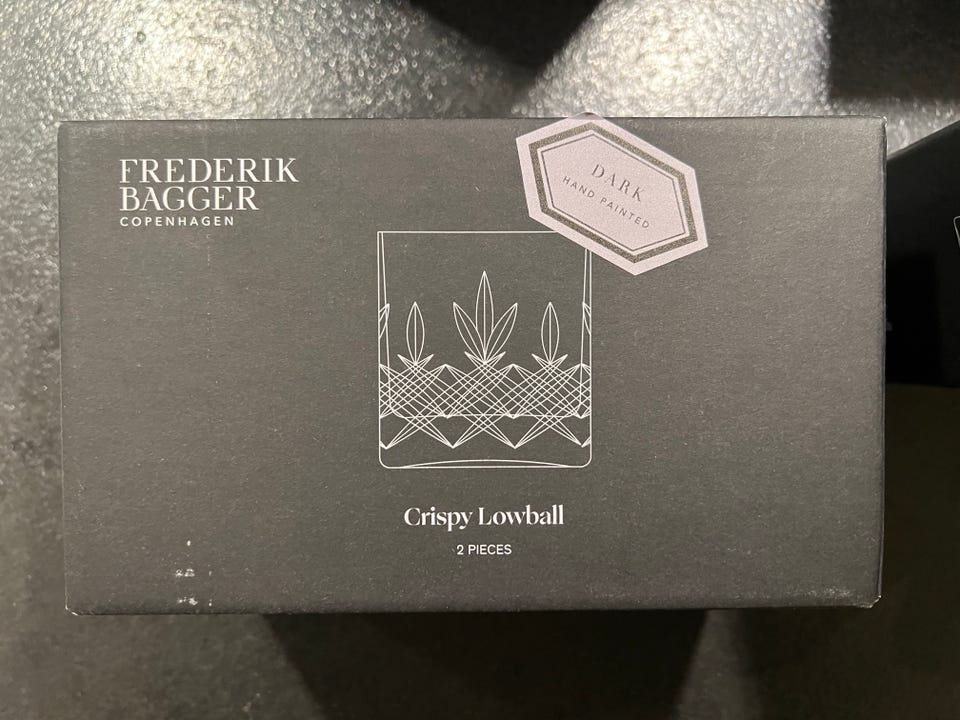 FREDERIK
BAGGER
COPENHAGEN
DARK
HAND PAINTED
Crispy Lowball
2 PIECES